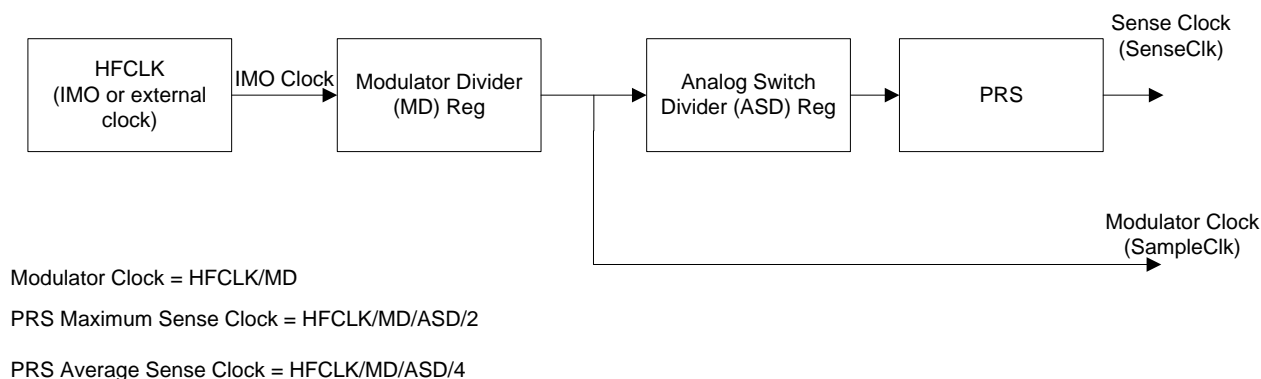 HFCLK
(IMO or external
clock)
IMO Clock
Modulator Divider
(MD) Reg
Analog Switch
Divider (ASD) Reg
PRS
Sense Clock
(SenseClk)
Modulator Clock
(SampleClk)
Modulator Clock = HFCLK/MD
PRS Maximum Sense Clock = HFCLK/MD/ASD/2
PRS Average Sense Clock = HFCLK/MD/ASD/4